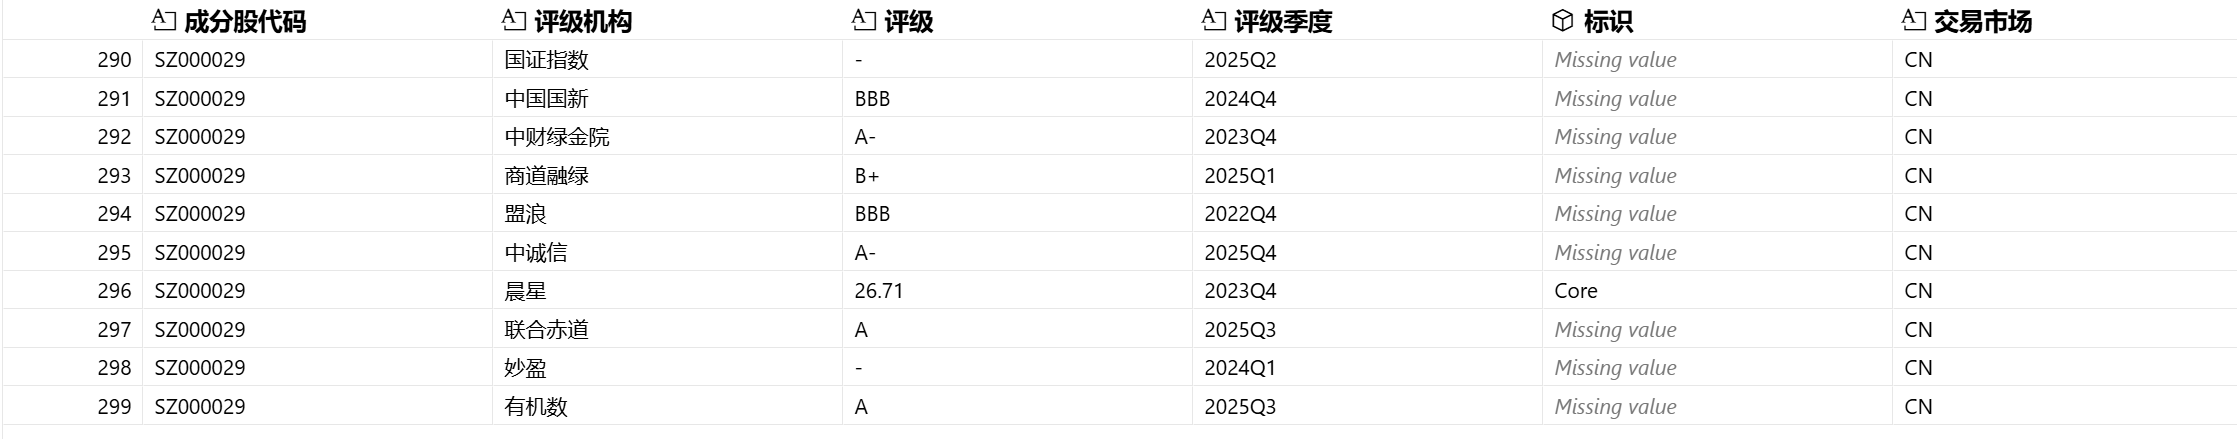 成分股代码 评级机构 评级 评级季度 标识 交易市场
290 SZ000029 国证指数 - 2025Q2 Missing value CN
291 SZ000029 中国国新 BBB 2024Q4 Missing value CN
292 SZ000029 中财绿金院 A- 2023Q4 Missing value CN
293 SZ000029 商道融绿 B+ 2025Q1 Missing value CN
294 SZ000029 盟浪 BBB 2022Q4 Missing value CN
295 SZ000029 中诚信 A- 2025Q4 Missing value CN
296 SZ000029 晨星 26.71 2023Q4 Core CN
297 SZ000029 联合赤道 A 2025Q3 Missing value CN
298 SZ000029 妙盈 - 2024Q1 Missing value CN
299 SZ000029 有机数 A 2025Q3 Missing value CN